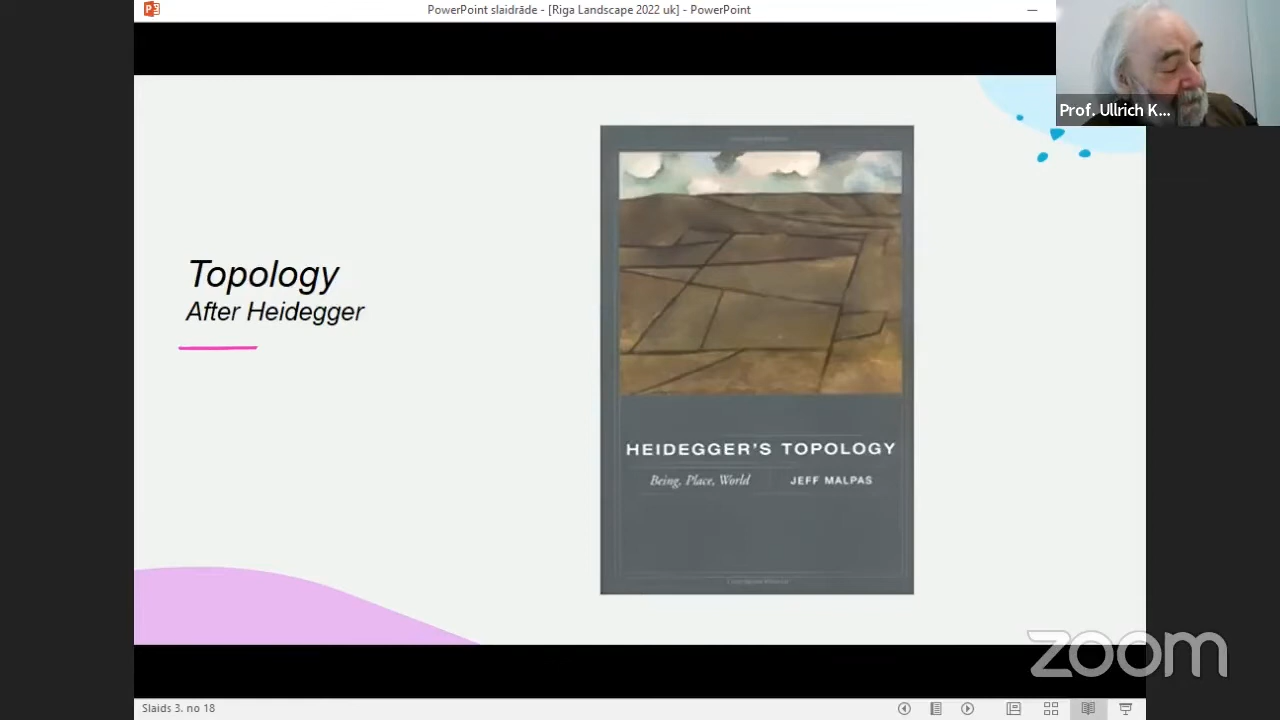 PowerPoint slaidrāde - [Riga Landscape 2022 uk] - PowerPoint
Prof. Ullrich K...
Topology
After Heidegger
HEIDEGGER'S TOPOLOGY
Being, Place, World
JEFF MALPAS
zoom
Slaids 3. no 18